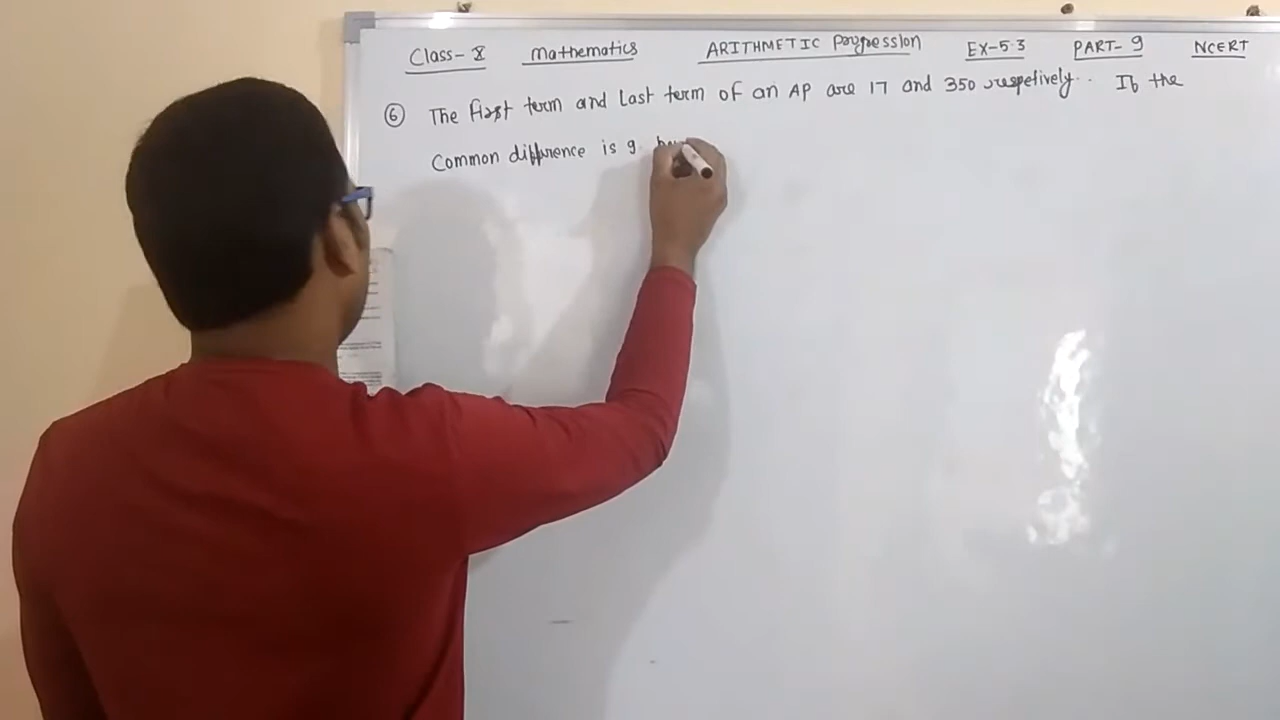 Class- X Mathematics ARITHMETIC Progression EX-5.3 PART- 9 NCERT
6 The first term and Last term of an AP are 17 and 350 respetively.. If the
Common difference is 9